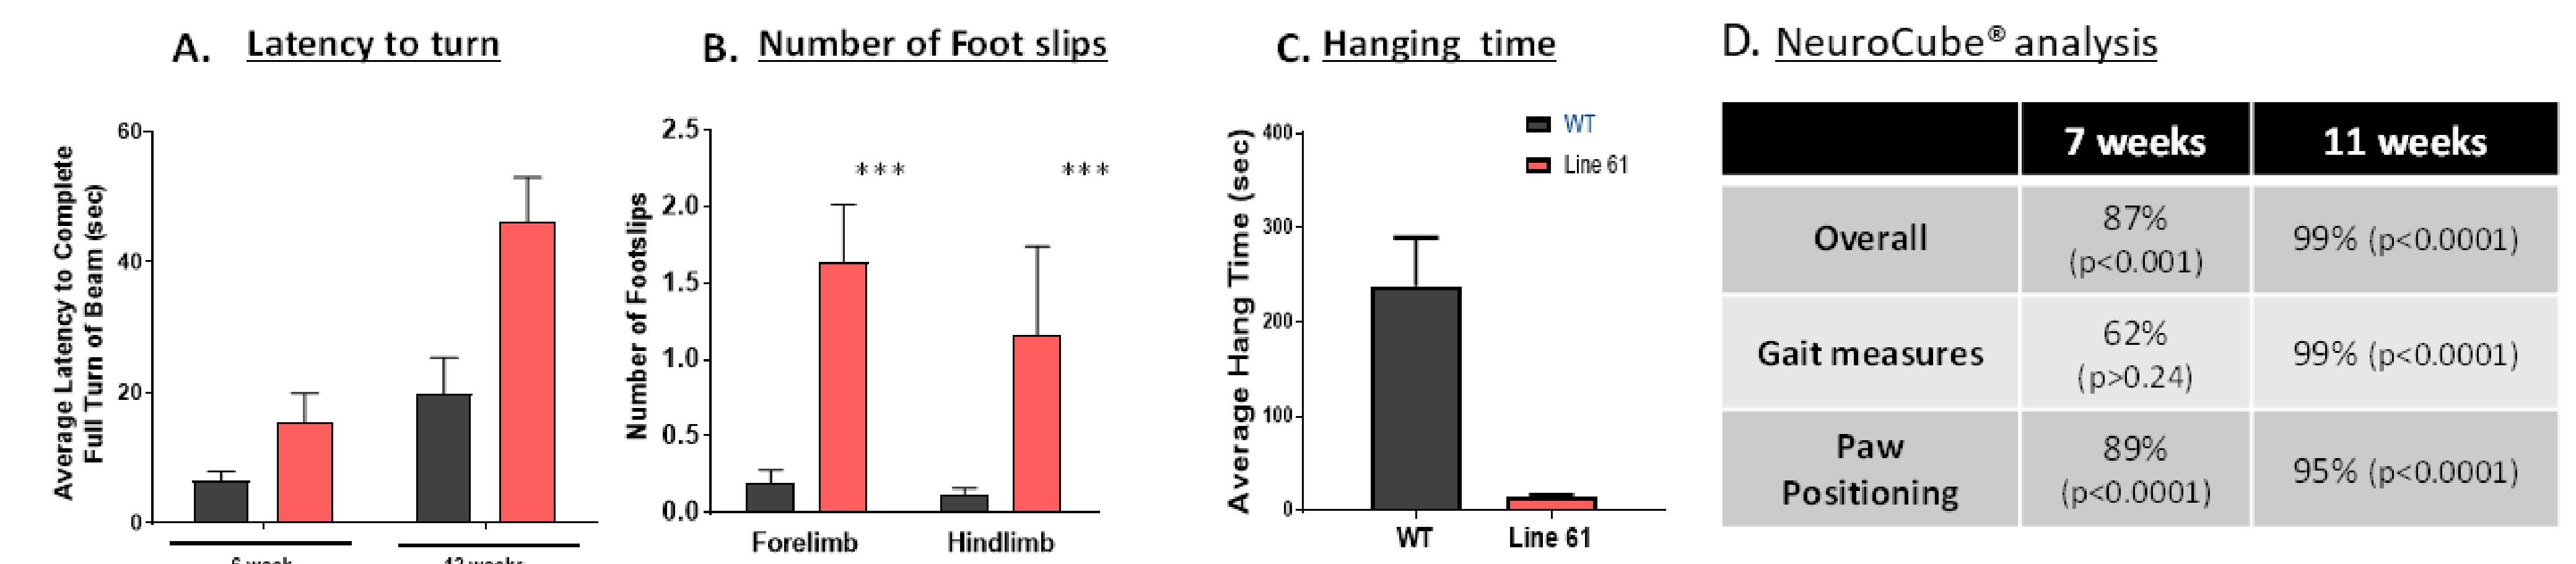 A. Latency to turn
Average Latency to Complete
Full Turn of Beam (sec)
60
40
20
0
B. Number of Foot slips
Number of Footslips
2.5
2.0
1.5
1.0
0.5
0.0
***
***
Forelimb
Hindlimb
C. Hanging time
Average Hang Time (sec)
400
300
200
100
0
WT
Line 61
WT
Line 61
D. NeuroCube® analysis
7 weeks
11 weeks
Overall
87%
(p<0.001)
99% (p<0.0001)
Gait measures
62%
(p>0.24)
99% (p<0.0001)
Paw
Positioning
89%
(p<0.0001)
95% (p<0.0001)